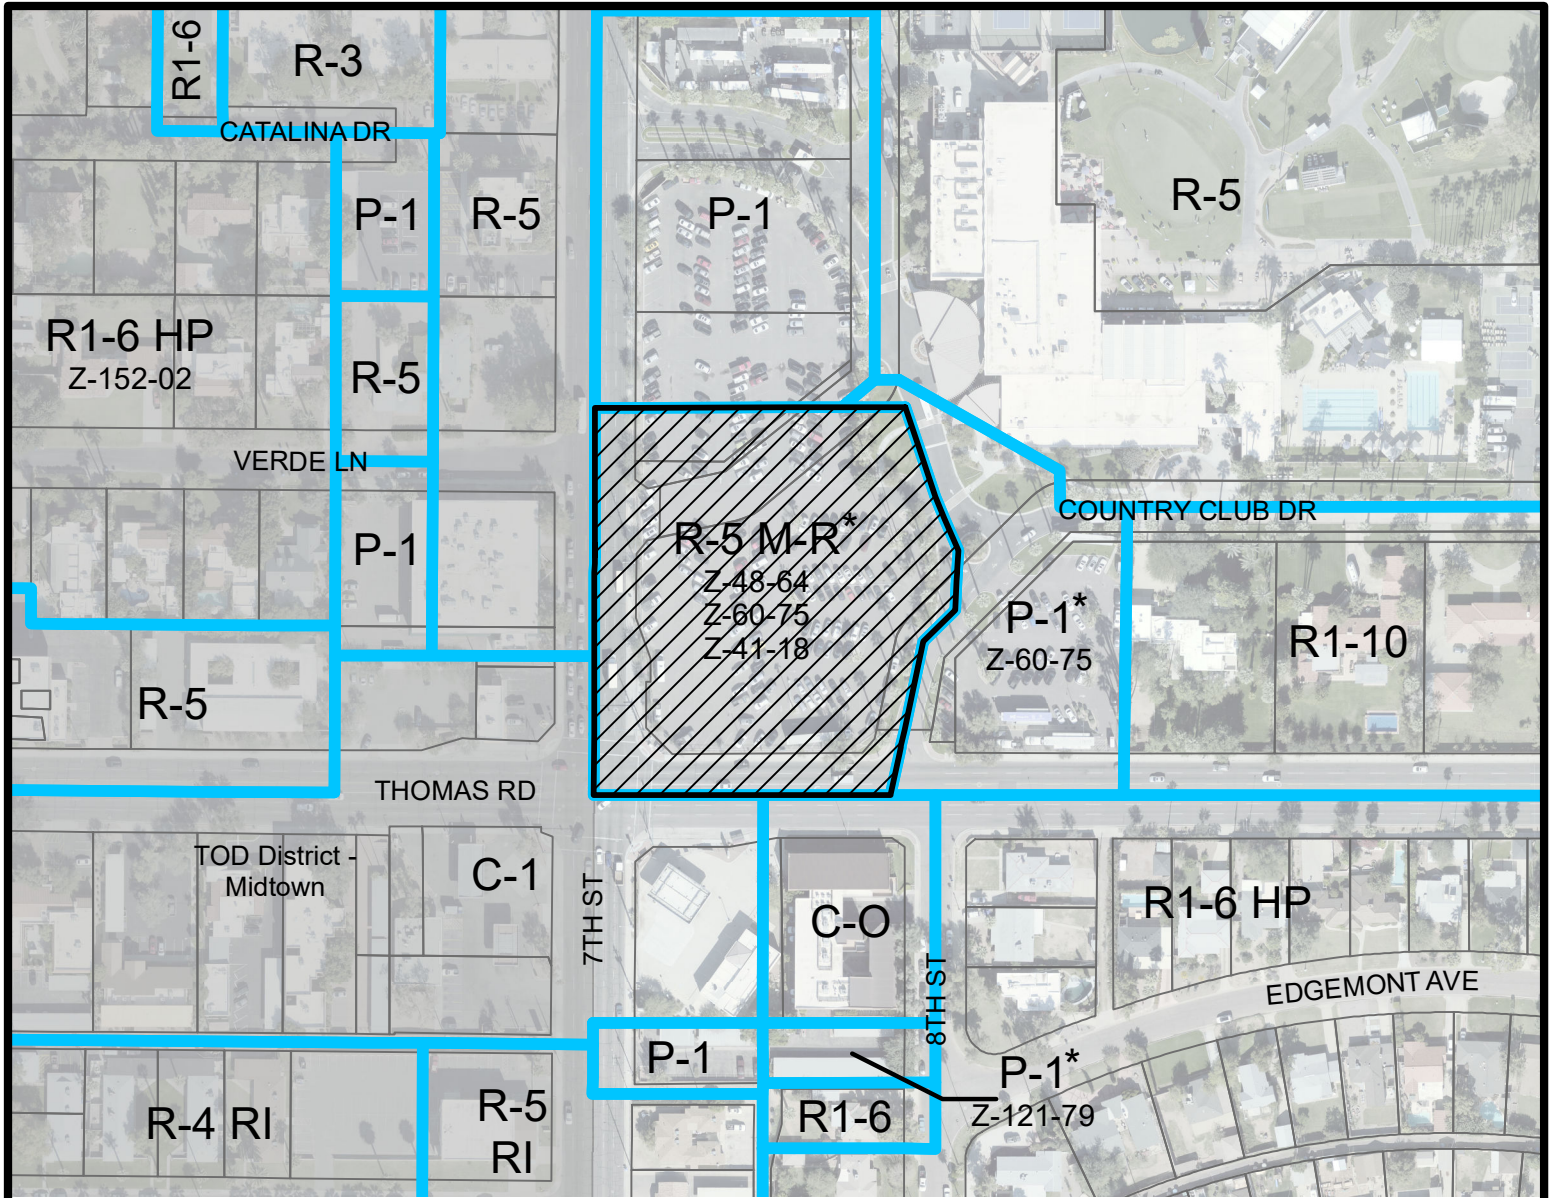 R1-6
R-3
CATALINA DR
P-1
R-5
P-1
R-5
R1-6 HP
Z-152-02
R-5
VERDE LN
P-1
R-5 M-R*
Z-48-64
Z-60-75
Z-41-18
COUNTRY CLUB DR
P-1*
Z-60-75
R1-10
R-5
THOMAS RD
TOD District -
Midtown
C-1
7TH ST
C-O
8TH ST
R1-6 HP
EDGEMONT AVE
P-1
P-1*
Z-121-79
R-4 RI
R-5
RI
R1-6